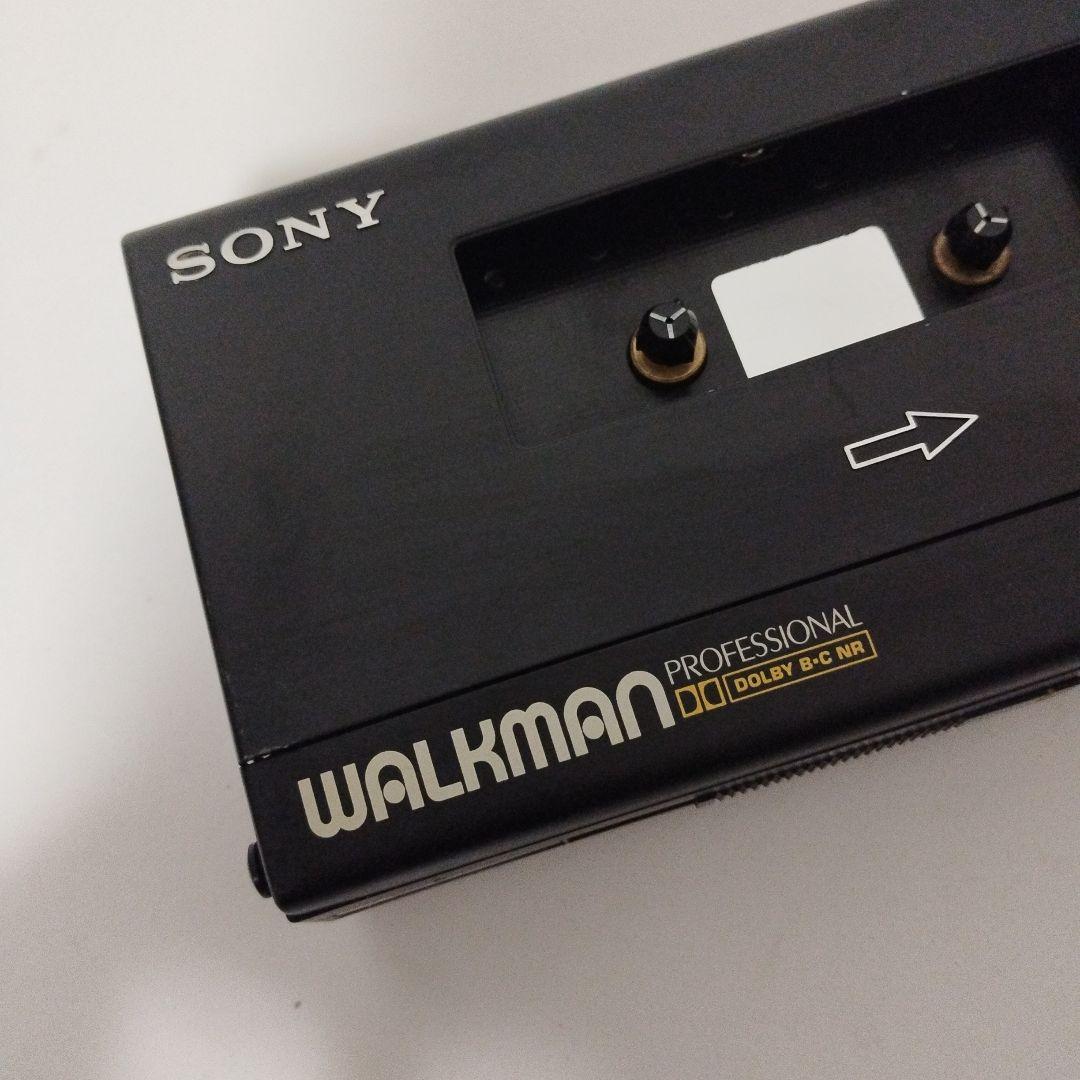 SONY
WALKMAN
PROFESSIONAL
DOLBY B·C NR